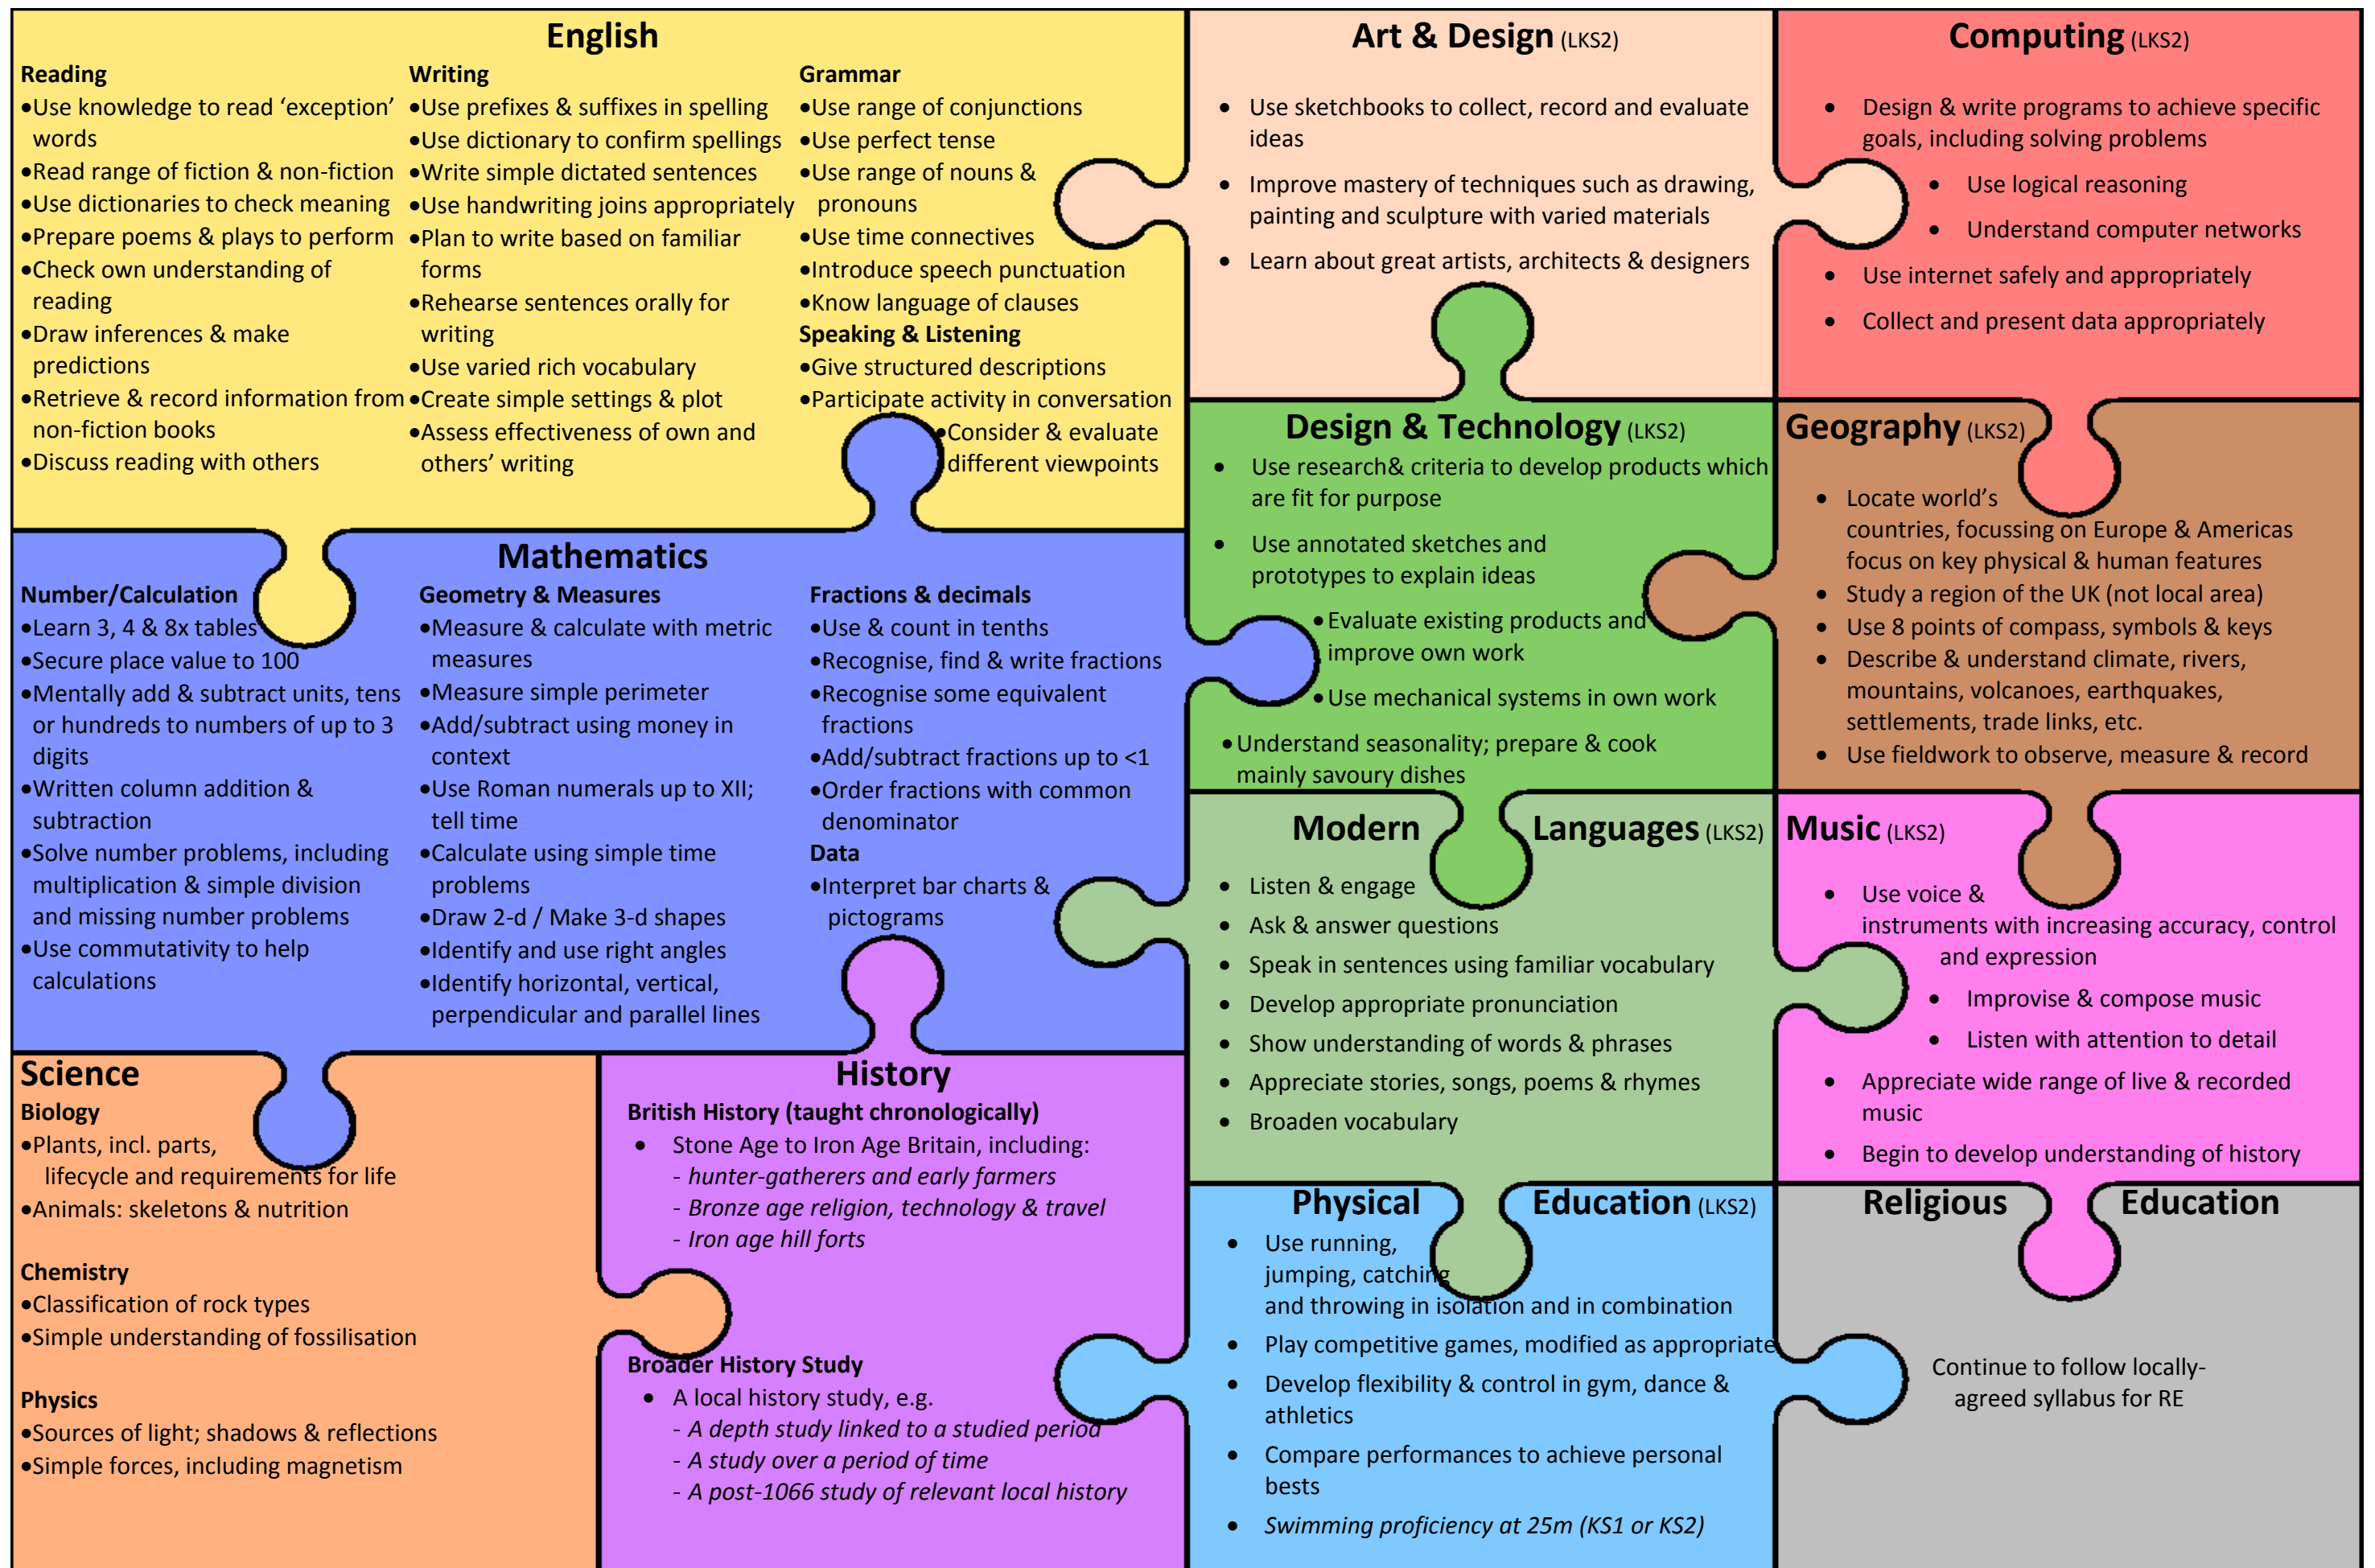 English
Reading
•Use knowledge to read ‘exception’
words
•Read range of fiction & non-fiction
•Use dictionaries to check meaning
•Prepare poems & plays to perform
•Check own understanding of
reading
•Draw inferences & make
predictions
•Retrieve & record information from
non-fiction books
•Discuss reading with others
Writing
•Use prefixes & suffixes in spelling
•Use dictionary to confirm spellings
•Write simple dictated sentences
•Use handwriting joins appropriately
•Plan to write based on familiar
forms
•Rehearse sentences orally for
writing
•Use varied rich vocabulary
•Create simple settings & plot
•Assess effectiveness of own and
others’ writing
Grammar
•Use range of conjunctions
•Use perfect tense
•Use range of nouns &
pronouns
•Use time connectives
•Introduce speech punctuation
•Know language of clauses
Speaking & Listening
•Give structured descriptions
•Participate activity in conversation
•Consider & evaluate
different viewpoints
Art & Design (LKS2)
• Use sketchbooks to collect, record and evaluate
ideas
• Improve mastery of techniques such as drawing,
painting and sculpture with varied materials
• Learn about great artists, architects & designers
Computing (LKS2)
• Design & write programs to achieve specific
goals, including solving problems
• Use logical reasoning
• Understand computer networks
• Use internet safely and appropriately
• Collect and present data appropriately
Mathematics
Number/Calculation
•Learn 3, 4 & 8x tables
•Secure place value to 100
•Mentally add & subtract units, tens
or hundreds to numbers of up to 3
digits
•Written column addition &
subtraction
•Solve number problems, including
multiplication & simple division
and missing number problems
•Use commutativity to help
calculations
Geometry & Measures
•Measure & calculate with metric
measures
•Measure simple perimeter
•Add/subtract using money in
context
•Use Roman numerals up to XII;
tell time
•Calculate using simple time
problems
•Draw 2-d / Make 3-d shapes
•Identify and use right angles
•Identify horizontal, vertical,
perpendicular and parallel lines
Fractions & decimals
•Use & count in tenths
•Recognise, find & write fractions
•Recognise some equivalent
fractions
•Add/subtract fractions up to <1
•Order fractions with common
denominator
Data
•Interpret bar charts &
pictograms
Design & Technology (LKS2)
• Use research& criteria to develop products which
are fit for purpose
• Use annotated sketches and
prototypes to explain ideas
•Evaluate existing products and
improve own work
•Use mechanical systems in own work
•Understand seasonality; prepare & cook
mainly savoury dishes
Geography (LKS2)
• Locate world’s
countries, focussing on Europe & Americas
focus on key physical & human features
• Study a region of the UK (not local area)
• Use 8 points of compass, symbols & keys
• Describe & understand climate, rivers,
mountains, volcanoes, earthquakes,
settlements, trade links, etc.
• Use fieldwork to observe, measure & record
Modern Languages (LKS2)
• Listen & engage
• Ask & answer questions
• Speak in sentences using familiar vocabulary
• Develop appropriate pronunciation
• Show understanding of words & phrases
• Appreciate stories, songs, poems & rhymes
• Broaden vocabulary
Music (LKS2)
• Use voice &
instruments with increasing accuracy, control
and expression
• Improvise & compose music
• Listen with attention to detail
• Appreciate wide range of live & recorded
music
• Begin to develop understanding of history
Science
Biology
•Plants, incl. parts,
lifecycle and requirements for life
•Animals: skeletons & nutrition
Chemistry
•Classification of rock types
•Simple understanding of fossilisation
Physics
•Sources of light; shadows & reflections
•Simple forces, including magnetism
History
British History (taught chronologically)
• Stone Age to Iron Age Britain, including:
- hunter-gatherers and early farmers
- Bronze age religion, technology & travel
- Iron age hill forts
Broader History Study
• A local history study, e.g.
- A depth study linked to a studied period
- A study over a period of time
- A post-1066 study of relevant local history
Physical Education (LKS2)
• Use running,
jumping, catching
and throwing in isolation and in combination
• Play competitive games, modified as appropriate
• Develop flexibility & control in gym, dance &
athletics
• Compare performances to achieve personal
bests
• Swimming proficiency at 25m (KS1 or KS2)
Religious Education
Continue to follow locally-
agreed syllabus for RE